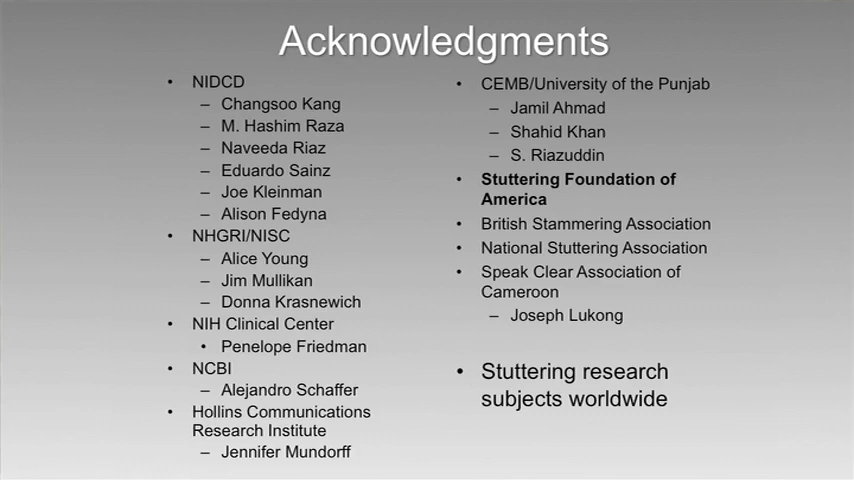 Acknowledgments
• NIDCD
– Changsoo Kang
– M. Hashim Raza
– Naveeda Riaz
– Eduardo Sainz
– Joe Kleinman
– Alison Fedyna
• NHGRI/NISC
– Alice Young
– Jim Mullikan
– Donna Krasnewich
• NIH Clinical Center
• Penelope Friedman
• NCBI
– Alejandro Schaffer
• Hollins Communications
Research Institute
– Jennifer Mundorff
• CEMB/University of the Punjab
– Jamil Ahmad
– Shahid Khan
– S. Riazuddin
• Stuttering Foundation of
America
• British Stammering Association
• National Stuttering Association
• Speak Clear Association of
Cameroon
– Joseph Lukong
• Stuttering research
subjects worldwide